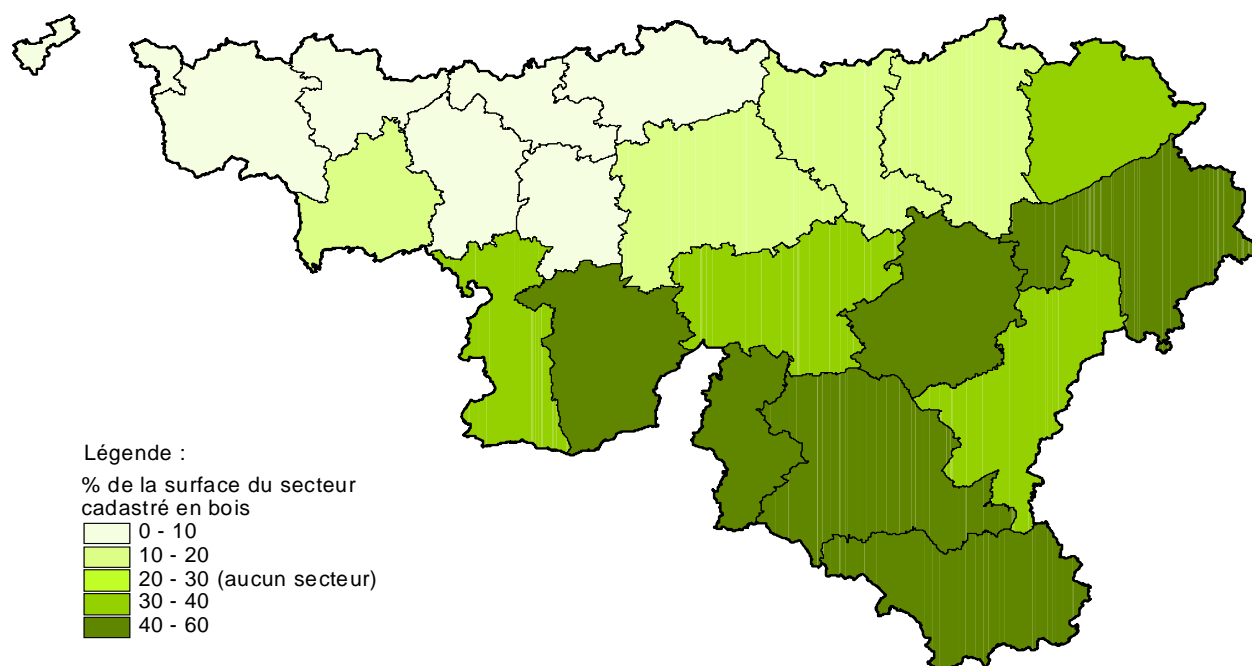 Légende :
% de la surface du secteur
cadastré en bois
0 - 10
10 - 20
20 - 30 (aucun secteur)
30 - 40
40 - 60